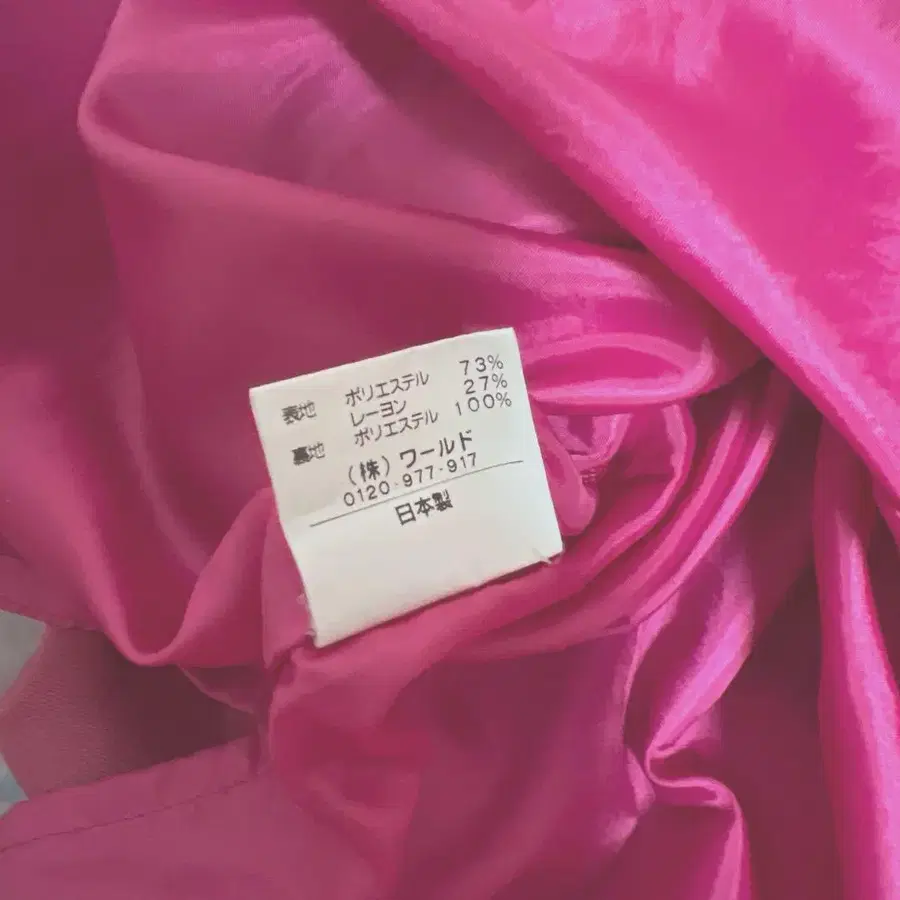 表地 ポリエステル 73%
レーヨン 27%
裏地 ポリエステル 100%
(株)ワールド
0120-977-917
日本製